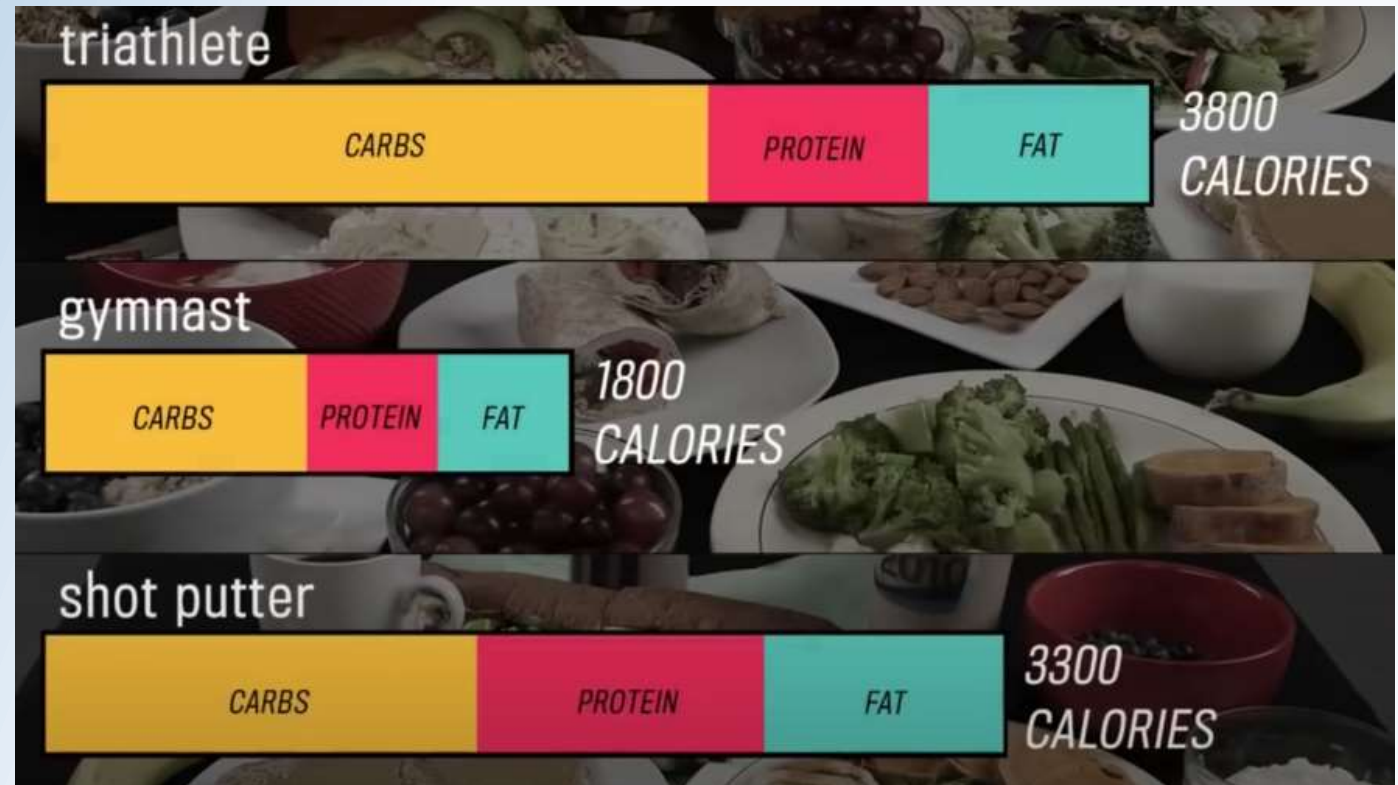 triathlete
CARBS PROTEIN FAT
3800
CALORIES
gymnast
CARBS PROTEIN FAT
1800
CALORIES
shot putter
CARBS PROTEIN FAT
3300
CALORIES